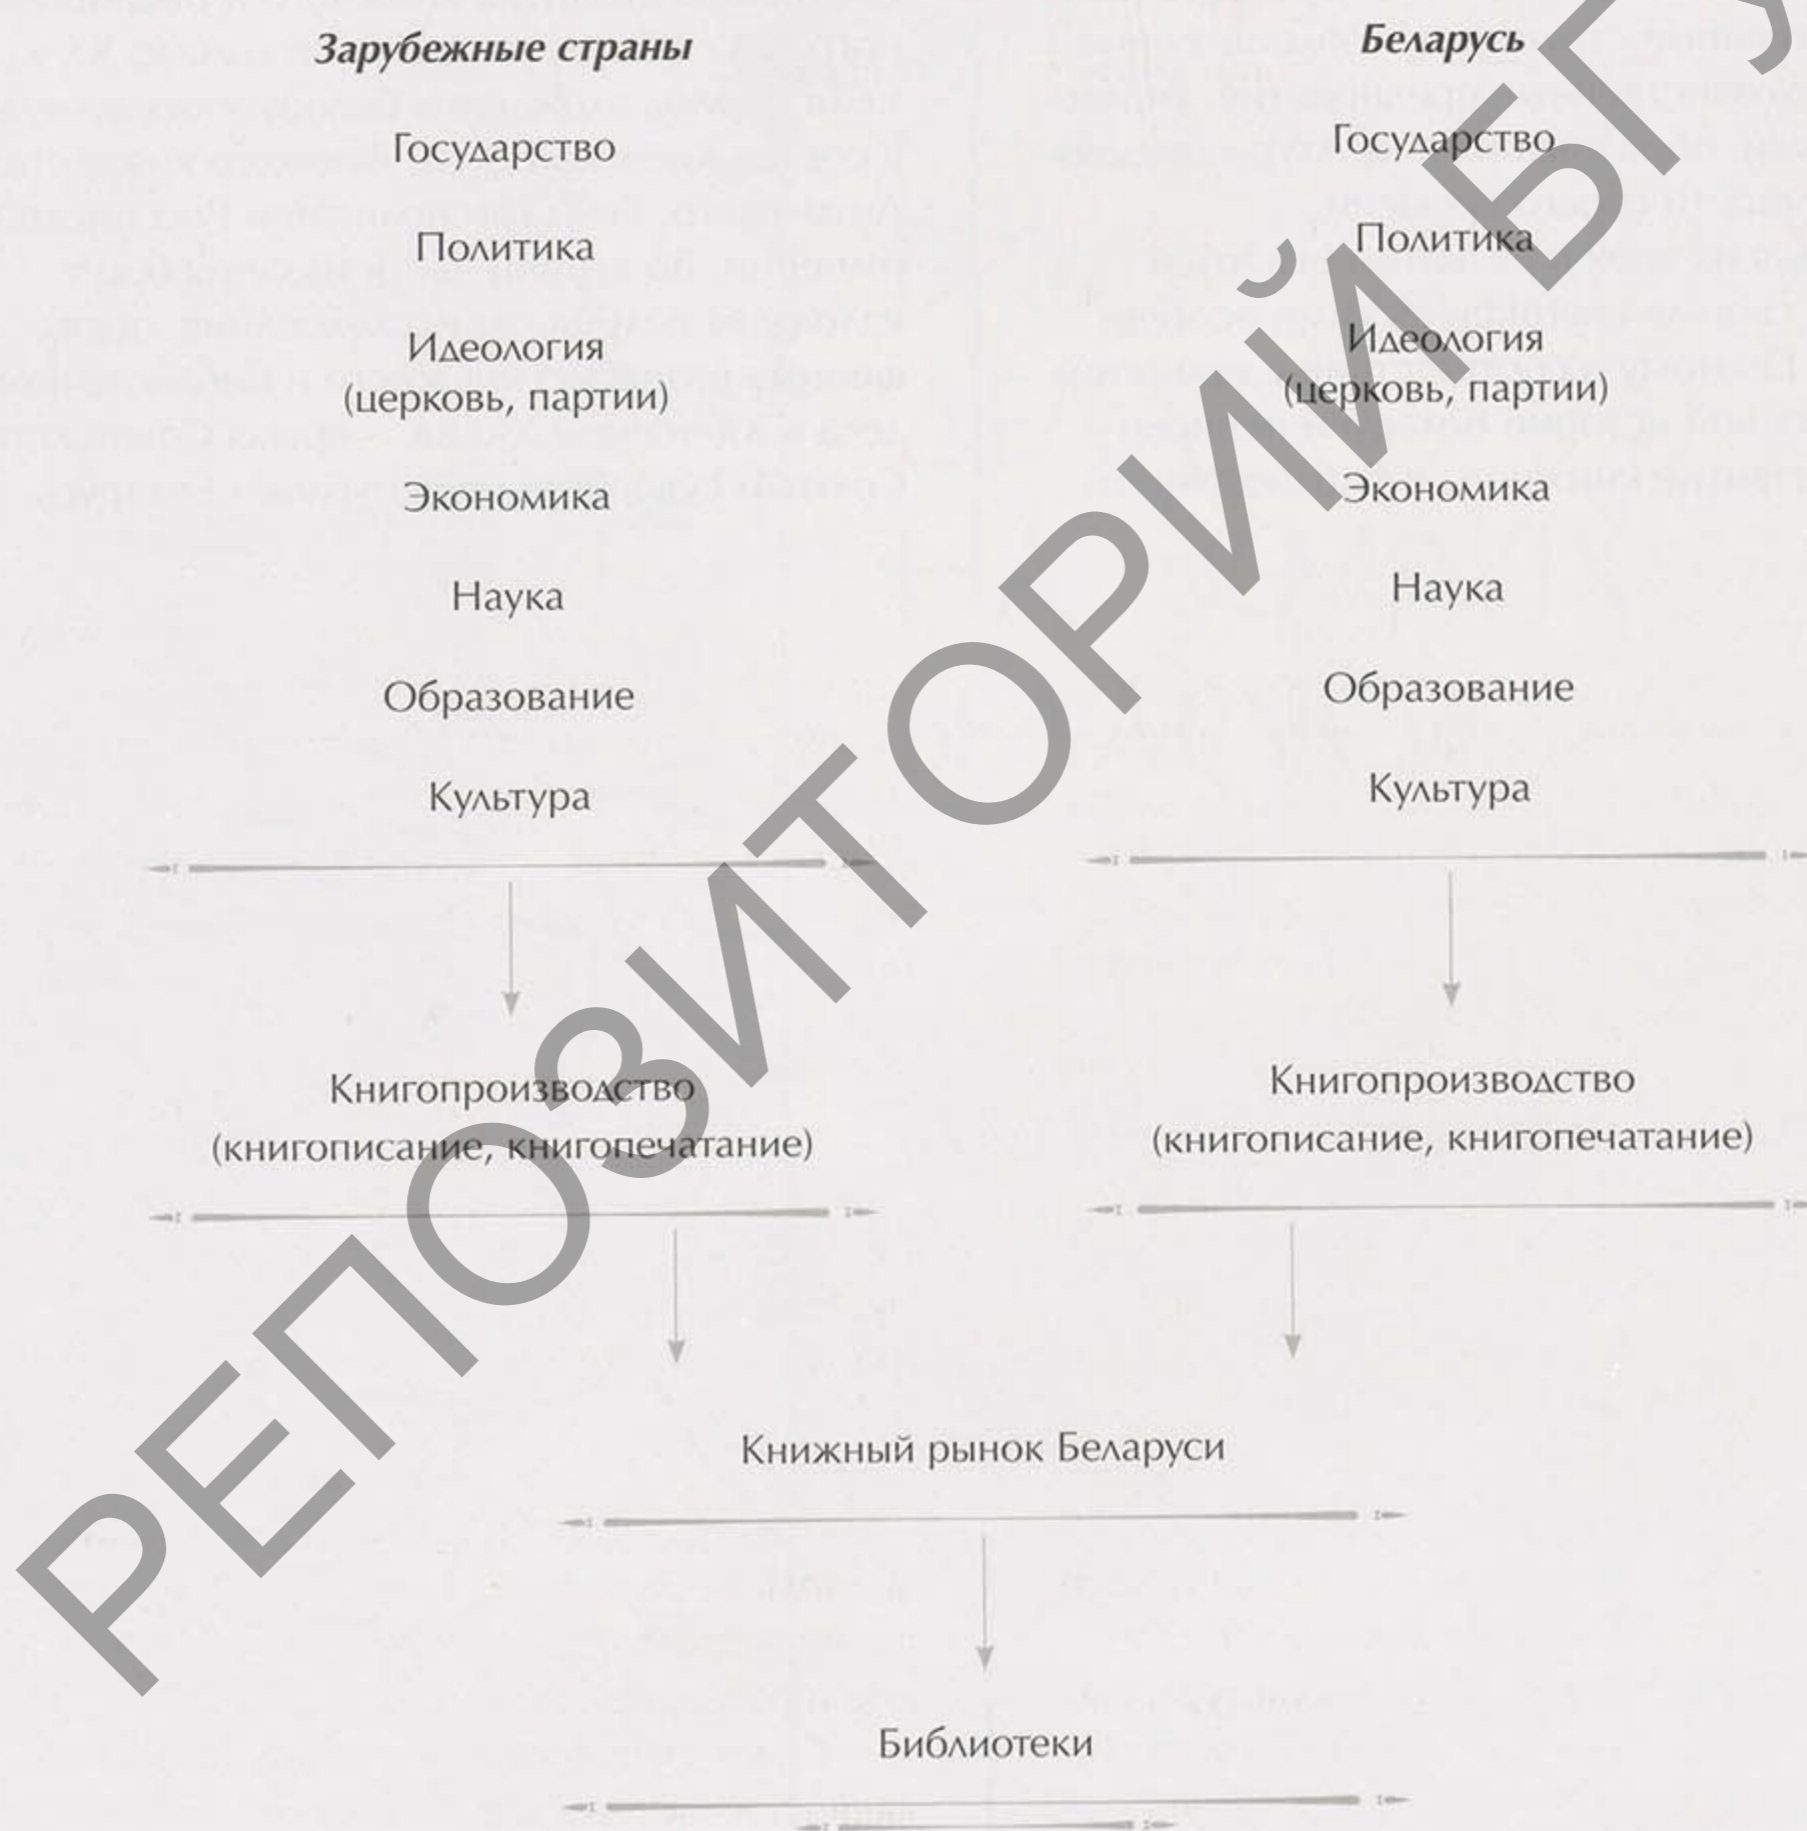 Зарубежные страны
Государство
Политика
Идеология
(церковь, партии)
Экономика
Наука
Образование
Культура
Книгопроизводство
(книгописание, книгопечатание)
Беларусь
Государство
Политика
Идеология
(церковь, партии)
Экономика
Наука
Образование
Культура
Книгопроизводство
(книгописание, книгопечатание)
Книжный рынок Беларуси
Библиотеки
РЕПОЗИТОРИЙ БГУ